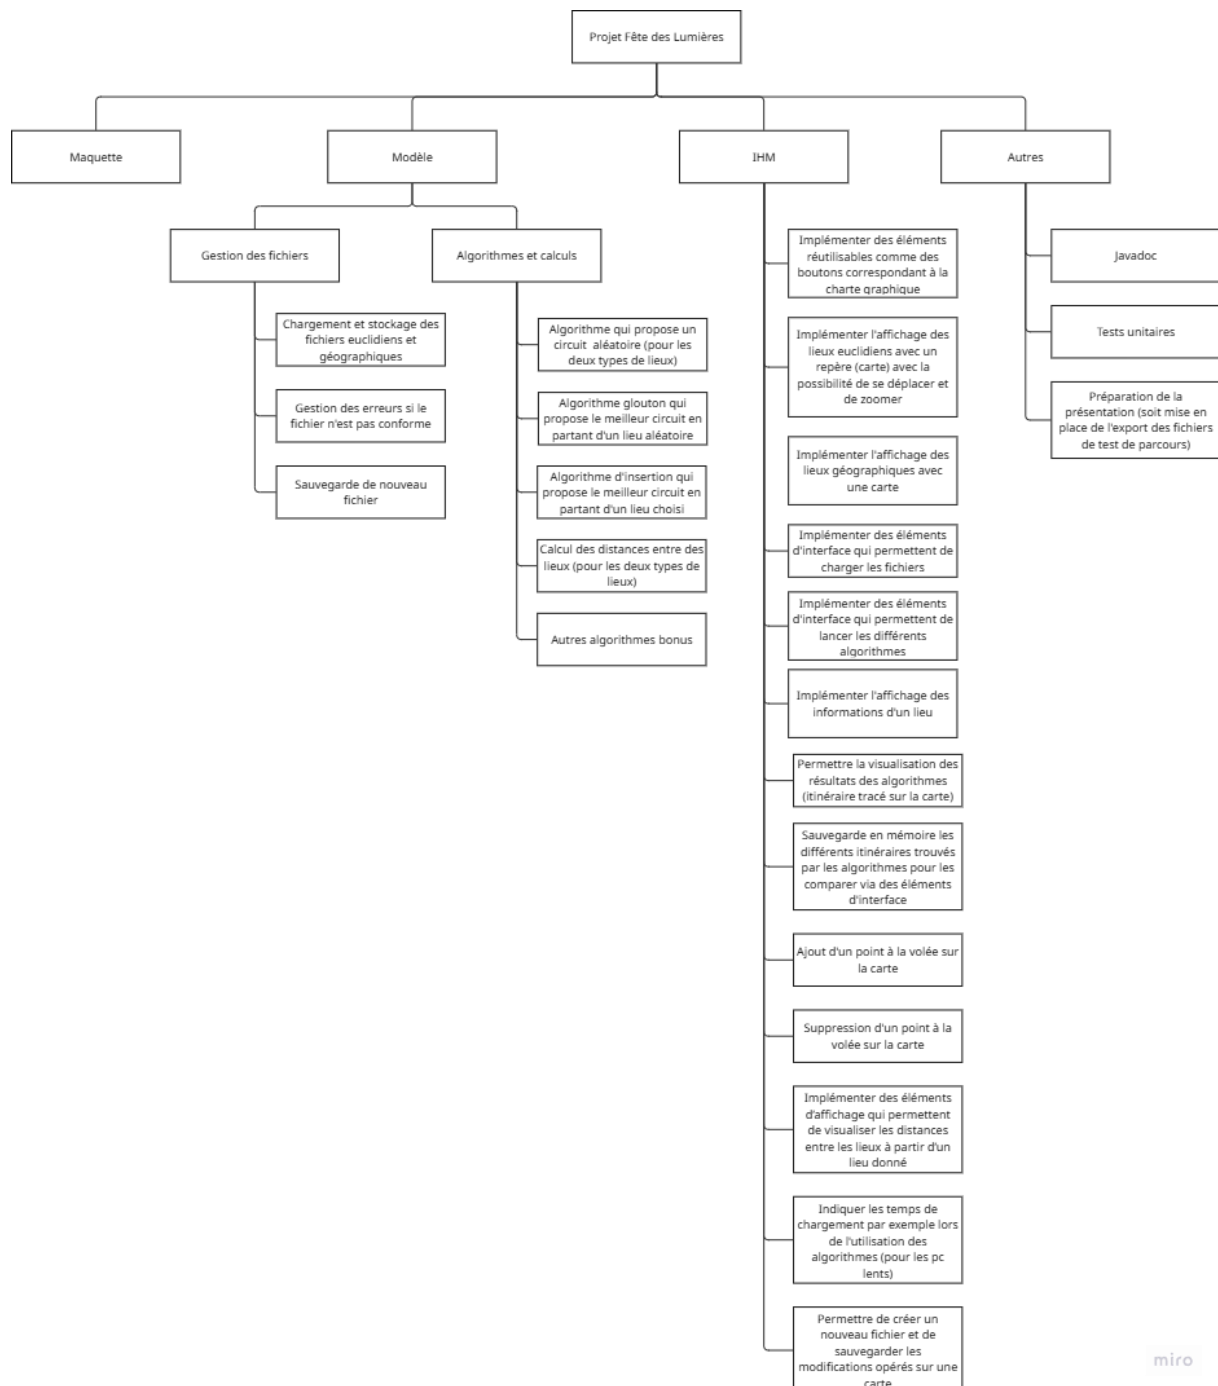 Projet Fête des Lumières
Maquette
Modèle
IHM
Autres
Gestion des fichiers
Chargement et stockage des
fichiers euclidiens et
géographiques
Gestion des erreurs si le
fichier n'est pas conforme
Sauvegarde de nouveau
fichier
Algorithmes et calculs
Algorithme qui propose un
circuit aléatoire (pour les
deux types de lieux)
Algorithme glouton qui
propose le meilleur circuit en
partant d'un lieu aléatoire
Algorithme d'insertion qui
propose le meilleur circuit en
partant d'un lieu choisi
Calcul des distances entre des
lieux (pour les deux types de
lieux)
Autres algorithmes bonus
Implémenter des éléments
réutilisables comme des
boutons correspondant à la
charte graphique
Implémenter l'affichage des
lieux euclidiens avec un
repère (carte) avec la
possibilité de se déplacer et
de zoomer
Implémenter l'affichage des
lieux géographiques avec
une carte
Implémenter des éléments
d'interface qui permettent de
charger les fichiers
Implémenter des éléments
d'interface qui permettent de
lancer les différents
algorithmes
Implémenter l'affichage des
informations d'un lieu
Permettre la visualisation des
résultats des algorithmes
(itinéraire tracé sur la carte)
Sauvegarde en mémoire les
différents itinéraires trouvés
par les algorithmes pour les
comparer via des éléments
d'interface
Ajout d'un point à la volée sur
la carte
Suppression d'un point à la
volée sur la carte
Implémenter des éléments
d'affichage qui permettent
de visualiser les distances
entre les lieux à partir d'un
lieu donné
Indiquer les temps de
chargement par exemple lors
de l'utilisation des
algorithmes (pour les pc
lents)
Permettre de créer un
nouveau fichier et de
sauvegarder les
modifications opérés sur une
carte
Javadoc
Tests unitaires
Préparation de la
présentation (soit mise en
place de l'export des fichiers
de test de parcours)
miro